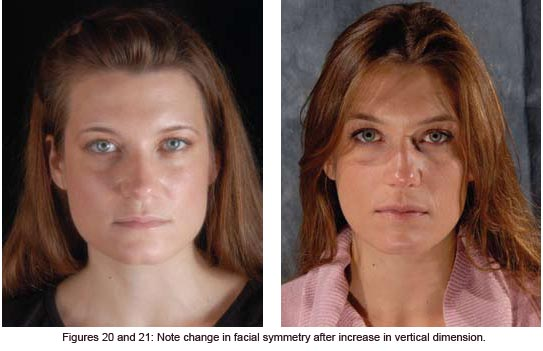 Figures 20 and 21: Note change in facial symmetry after increase in vertical dimension.